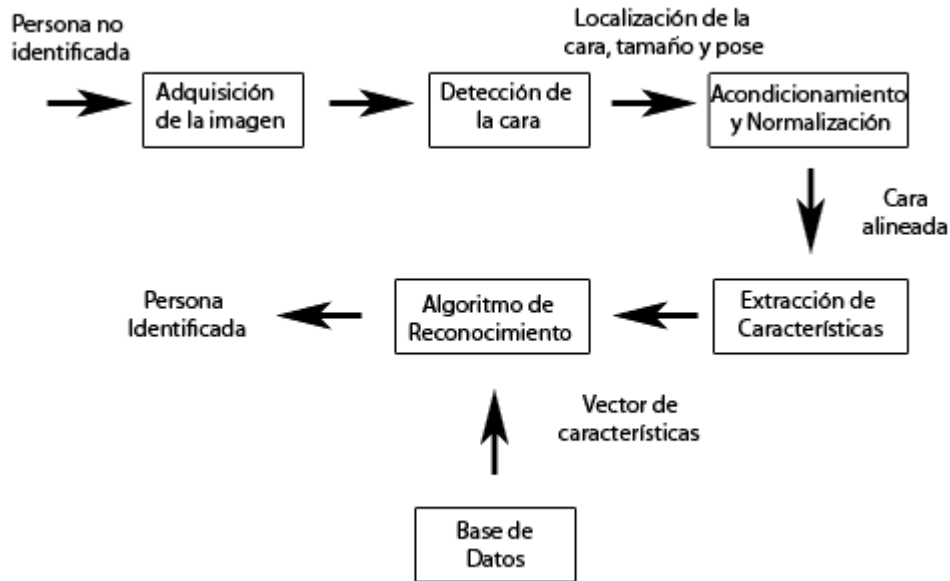 Persona no
identificada
Adquisición
de la imagen
Detección de
la cara
Localización de la
cara, tamaño y pose
Acondicionamiento
y Normalización
Cara
alineada
Extracción de
Características
Algoritmo de
Reconocimiento
Persona
Identificada
Vector de
características
Base de
Datos